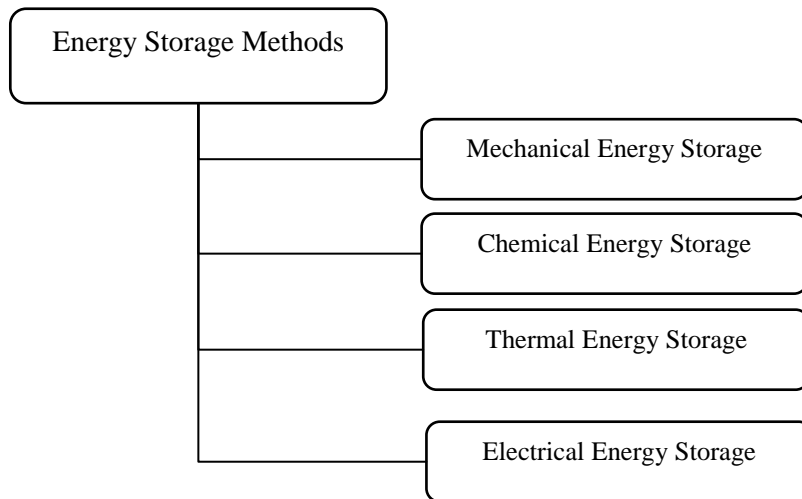 Energy Storage Methods
Mechanical Energy Storage
Chemical Energy Storage
Thermal Energy Storage
Electrical Energy Storage